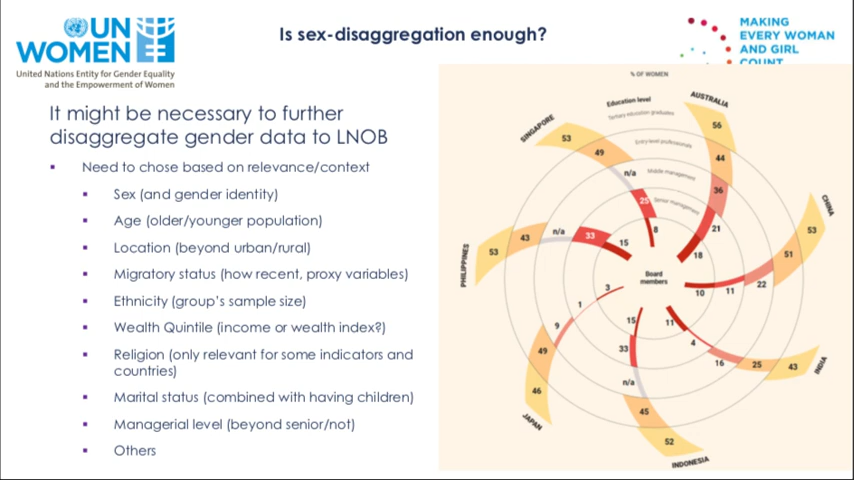 UN
WOMEN
United Nations Entity for Gender Equality
and the Empowerment of Women
Is sex-disaggregation enough?
MAKING
EVERY WOMAN
AND GIRL
COUNT
It might be necessary to further
disaggregate gender data to LNOB
▪ Need to chose based on relevance/context
▪ Sex (and gender identity)
▪ Age (older/younger population)
▪ Location (beyond urban/rural)
▪ Migratory status (how recent, proxy variables)
▪ Ethnicity (group's sample size)
▪ Wealth Quintile (income or wealth index?)
▪ Religion (only relevant for some indicators and
countries)
▪ Marital status (combined with having children)
▪ Managerial level (beyond senior/not)
▪ Others
% OF WOMEN
Education level
Tertiary education graduates
Entry level professionals
Middle management
Senior management
Board
members
AUSTRALIA
56
44
36
21
18
CHINA
53
51
22
11
10
INDIA
43
25
16
4
11
INDONESIA
52
45
n/a
33
15
JAPAN
46
49
9
1
3
PHILIPPINES
53
43
n/a
33
15
SINGAPORE
53
49
n/a
25
8